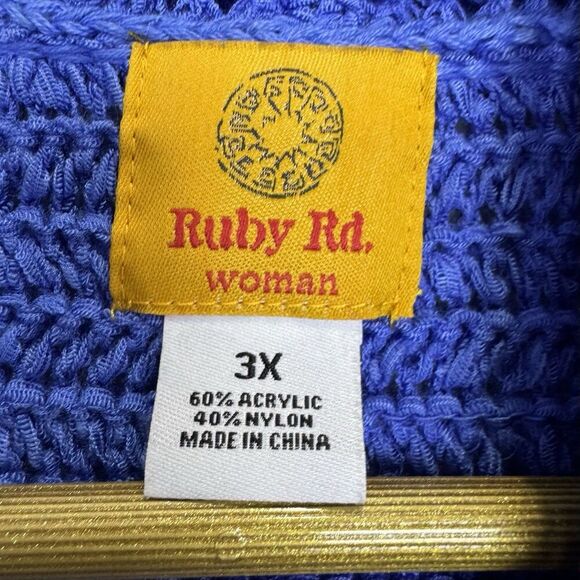 Ruby Rd.
woman
3X
60% ACRYLIC
40% NYLON
MADE IN CHINA